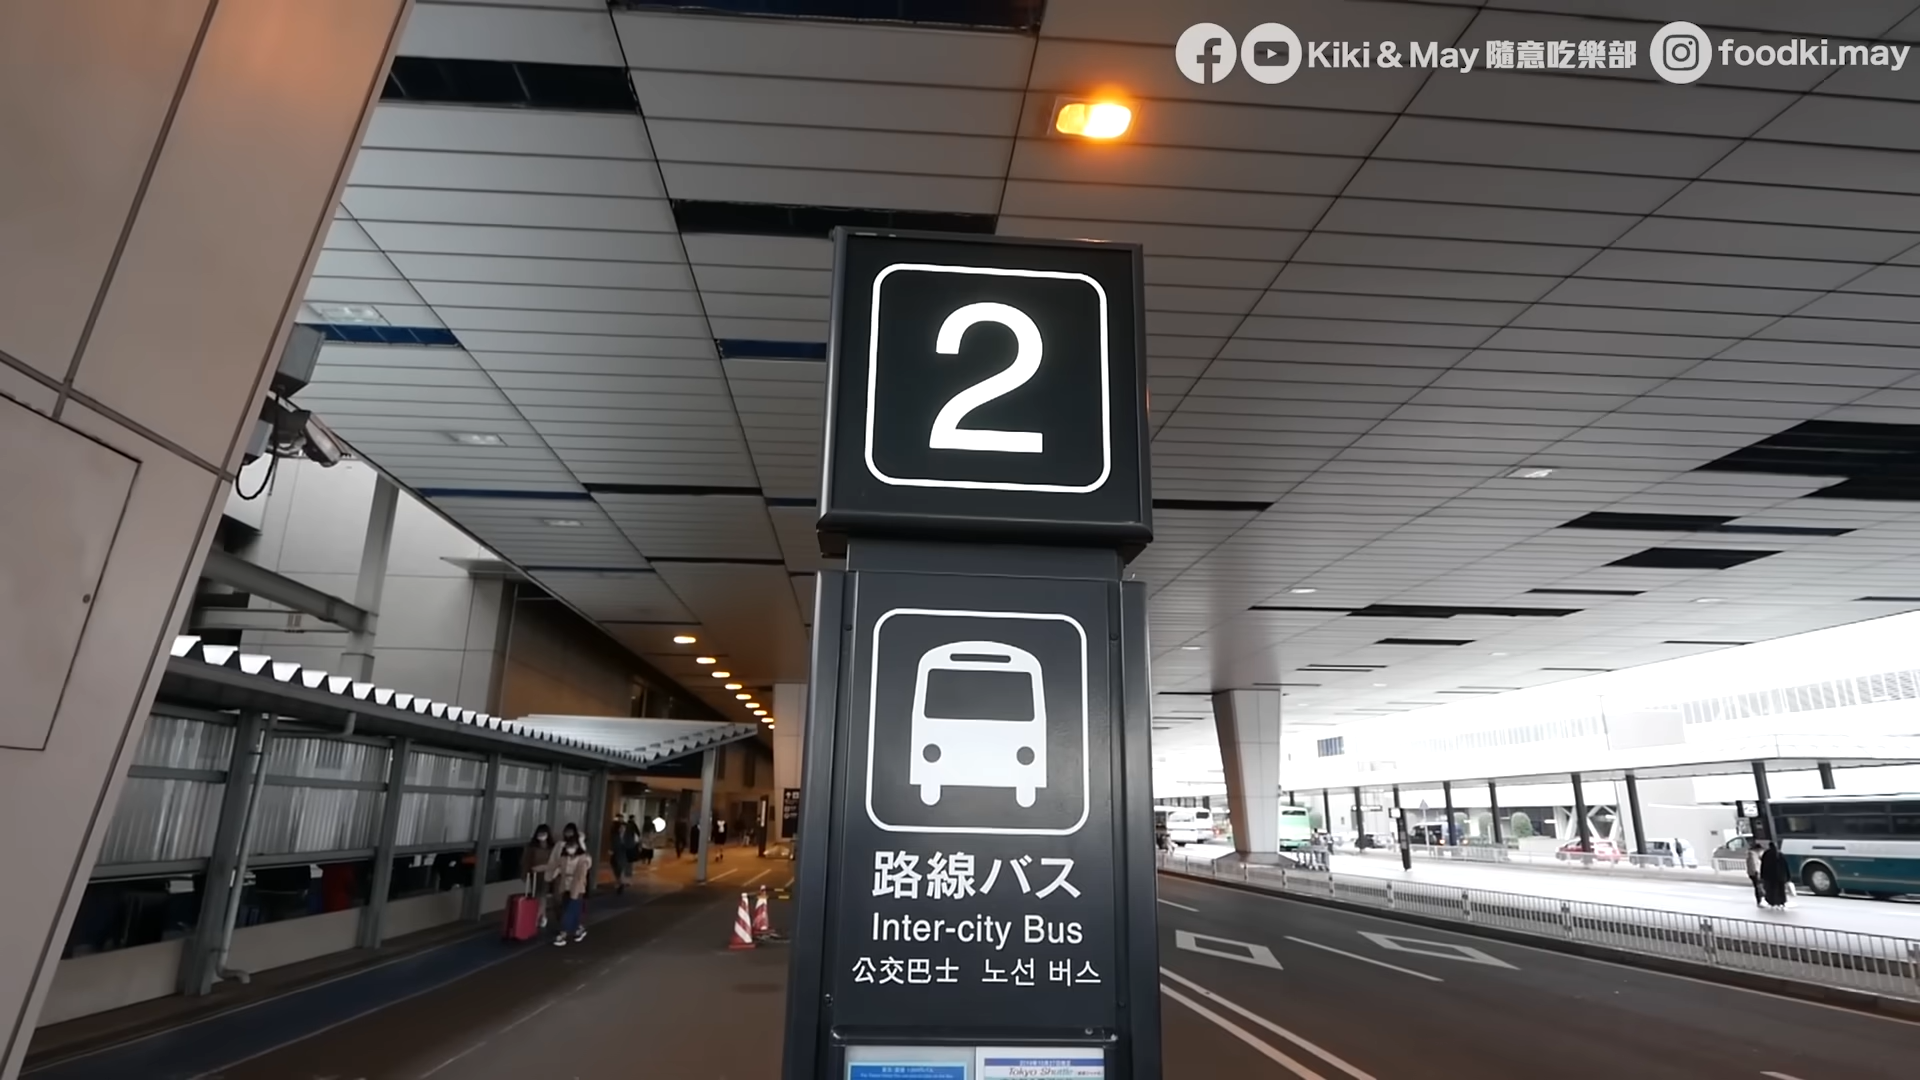 Kiki & May 隨意吃樂部 foodki.may
2
路線バス
Inter-city Bus
公交巴士 노선 버스
Tokyo Shuttle